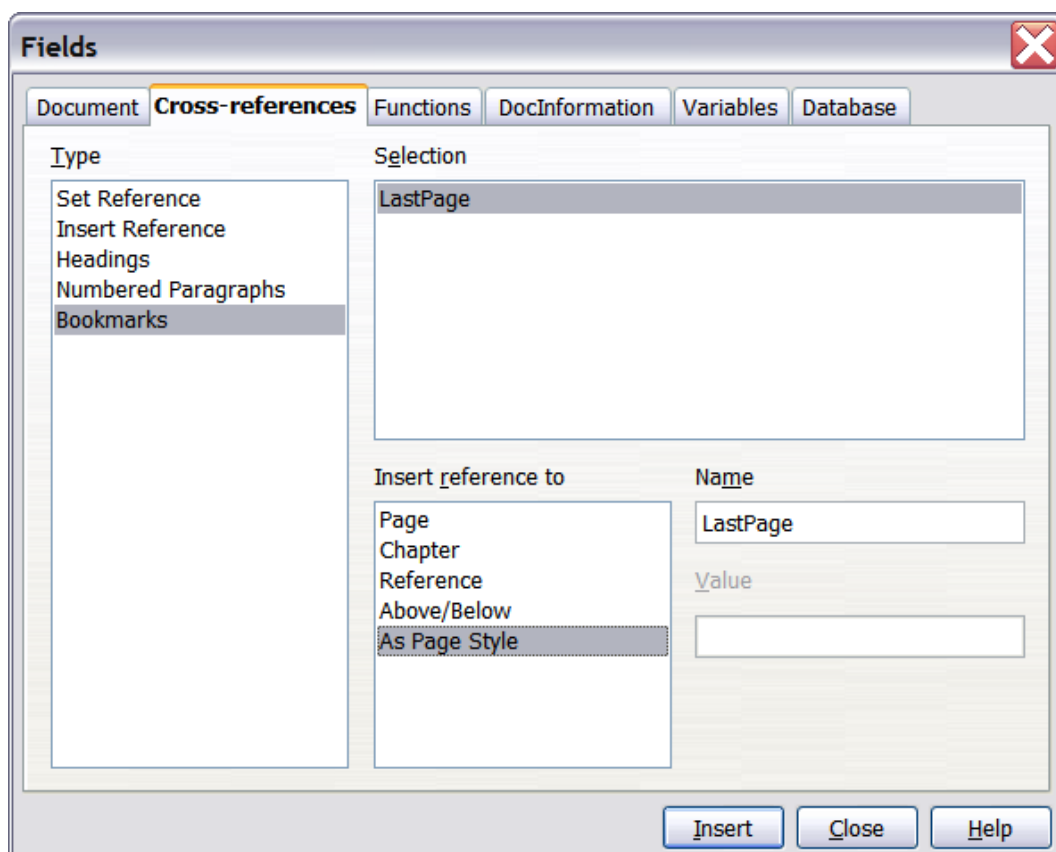 Fields
Document Cross-references Functions DocInformation Variables Database
Type
Set Reference
Insert Reference
Headings
Numbered Paragraphs
Bookmarks
Selection
LastPage
Insert reference to
Page
Chapter
Reference
Above/Below
As Page Style
Name
LastPage
Value
Insert Close Help